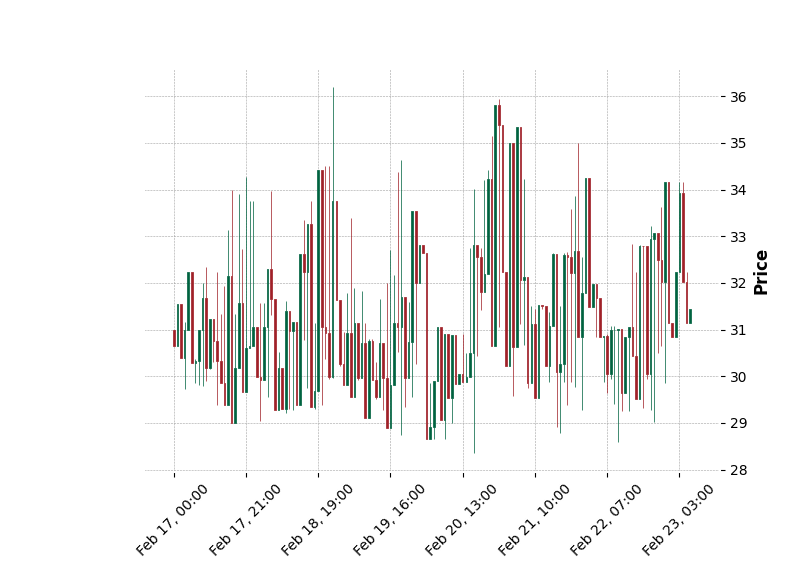 36
35
34
33
32
31
30
29
28
Price
Feb 17, 00:00
Feb 17, 21:00
Feb 18, 19:00
Feb 19, 16:00
Feb 20, 13:00
Feb 21, 10:00
Feb 22, 07:00
Feb 23, 03:00